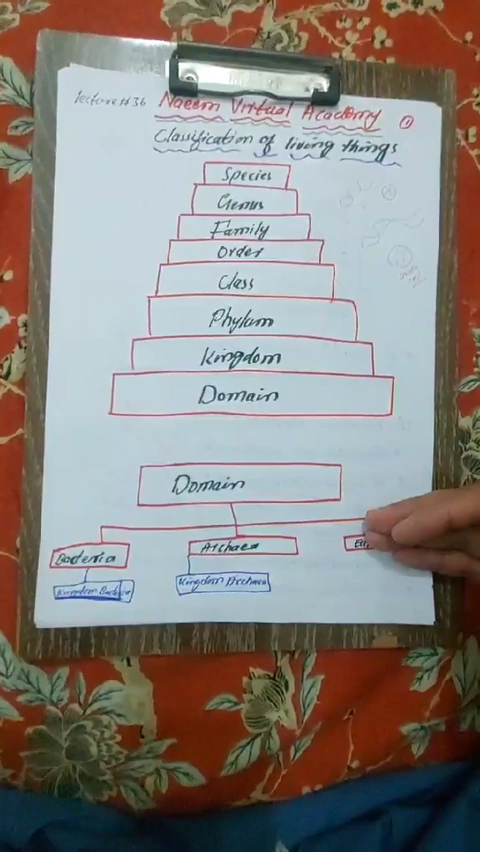 lecture#36 Naeem Virtual Academy ①
Classification of living things
Species
Genus
Family
Order
Class
Phylum
Kingdom
Domain
Domain
Bacteria Archaea
Kingdom Kingdom Archaea